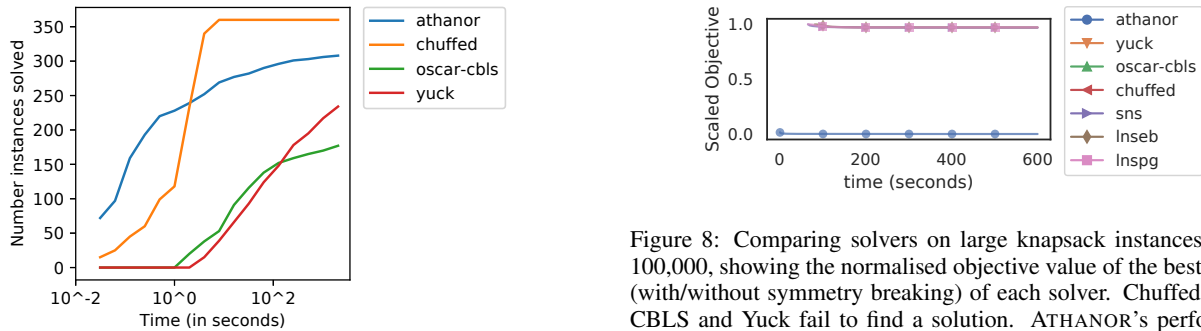 Number instances solved
350
300
250
200
150
100
50
0
10^-2
10^0
10^2
Time (in seconds)
athanor
chuffed
oscar-cbls
yuck
Scaled Objective
1.0
0.5
0.0
0
200
400
600
time (seconds)
athanor
yuck
oscar-cbls
chuffed
sns
lnseb
lnspg
Figure 8: Comparing solvers on large knapsack instances
100,000, showing the normalised objective value of the best
(with/without symmetry breaking) of each solver. Chuffed
CBLS and Yuck fail to find a solution. ATHANOR's perfo